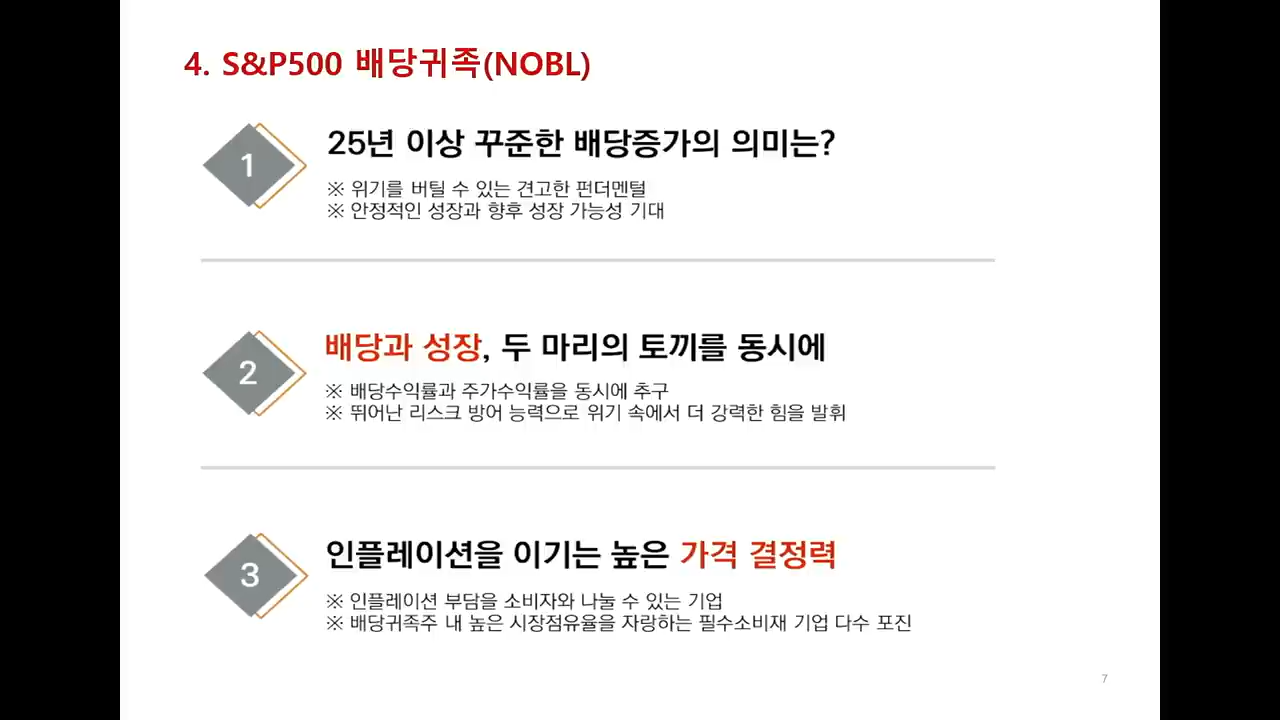 4. S&P500 배당귀족(NOBL)
1
25년 이상 꾸준한 배당증가의 의미는?
※ 위기를 버틸 수 있는 견고한 펀더멘털
※ 안정적인 성장과 향후 성장 가능성 기대
2
배당과 성장, 두 마리의 토끼를 동시에
※ 배당수익률과 주가수익률을 동시에 추구
※ 뛰어난 리스크 방어 능력으로 위기 속에서 더 강력한 힘을 발휘
3
인플레이션을 이기는 높은 가격 결정력
※ 인플레이션 부담을 소비자와 나눌 수 있는 기업
※ 배당귀족주 내 높은 시장점유율을 자랑하는 필수소비재 기업 다수 포진
7